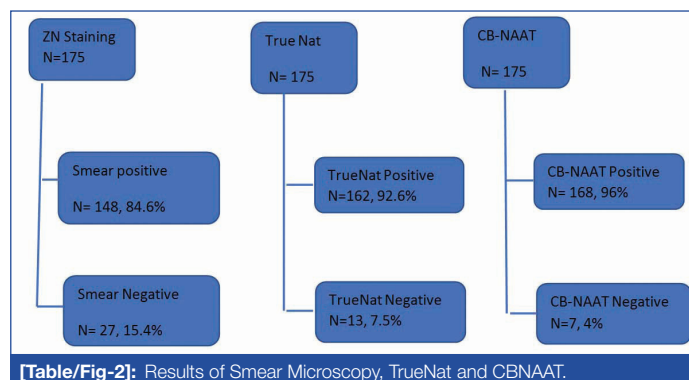 ZN Staining
N=175
Smear positive
N= 148, 84.6%
Smear Negative
N= 27, 15.4%
True Nat
N= 175
TrueNat Positive
N=162, 92.6%
TrueNat Negative
N=13, 7.5%
CB-NAAT
N= 175
CB-NAAT Positive
N= 168, 96%
CB-NAAT Negative
N=7, 4%
[Table/Fig-2]: Results of Smear Microscopy, TrueNat and CBNAAT.